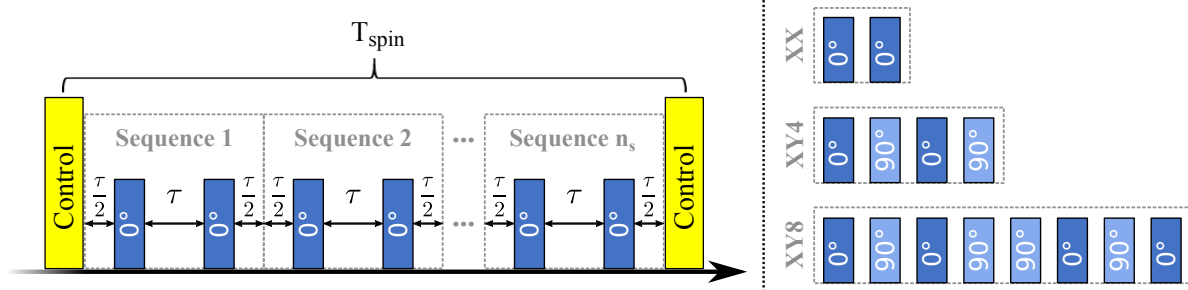 T_spin
Control
Sequence 1
Sequence 2
...
Sequence n_s
Control
τ/2
0°
τ
0°
τ/2
τ/2
0°
τ
0°
τ/2
...
τ/2
0°
τ
0°
τ/2
XX
0° 0°
XY4
0° 90° 0° 90°
XY8
0° 90° 0° 90° 90° 0° 90° 0°